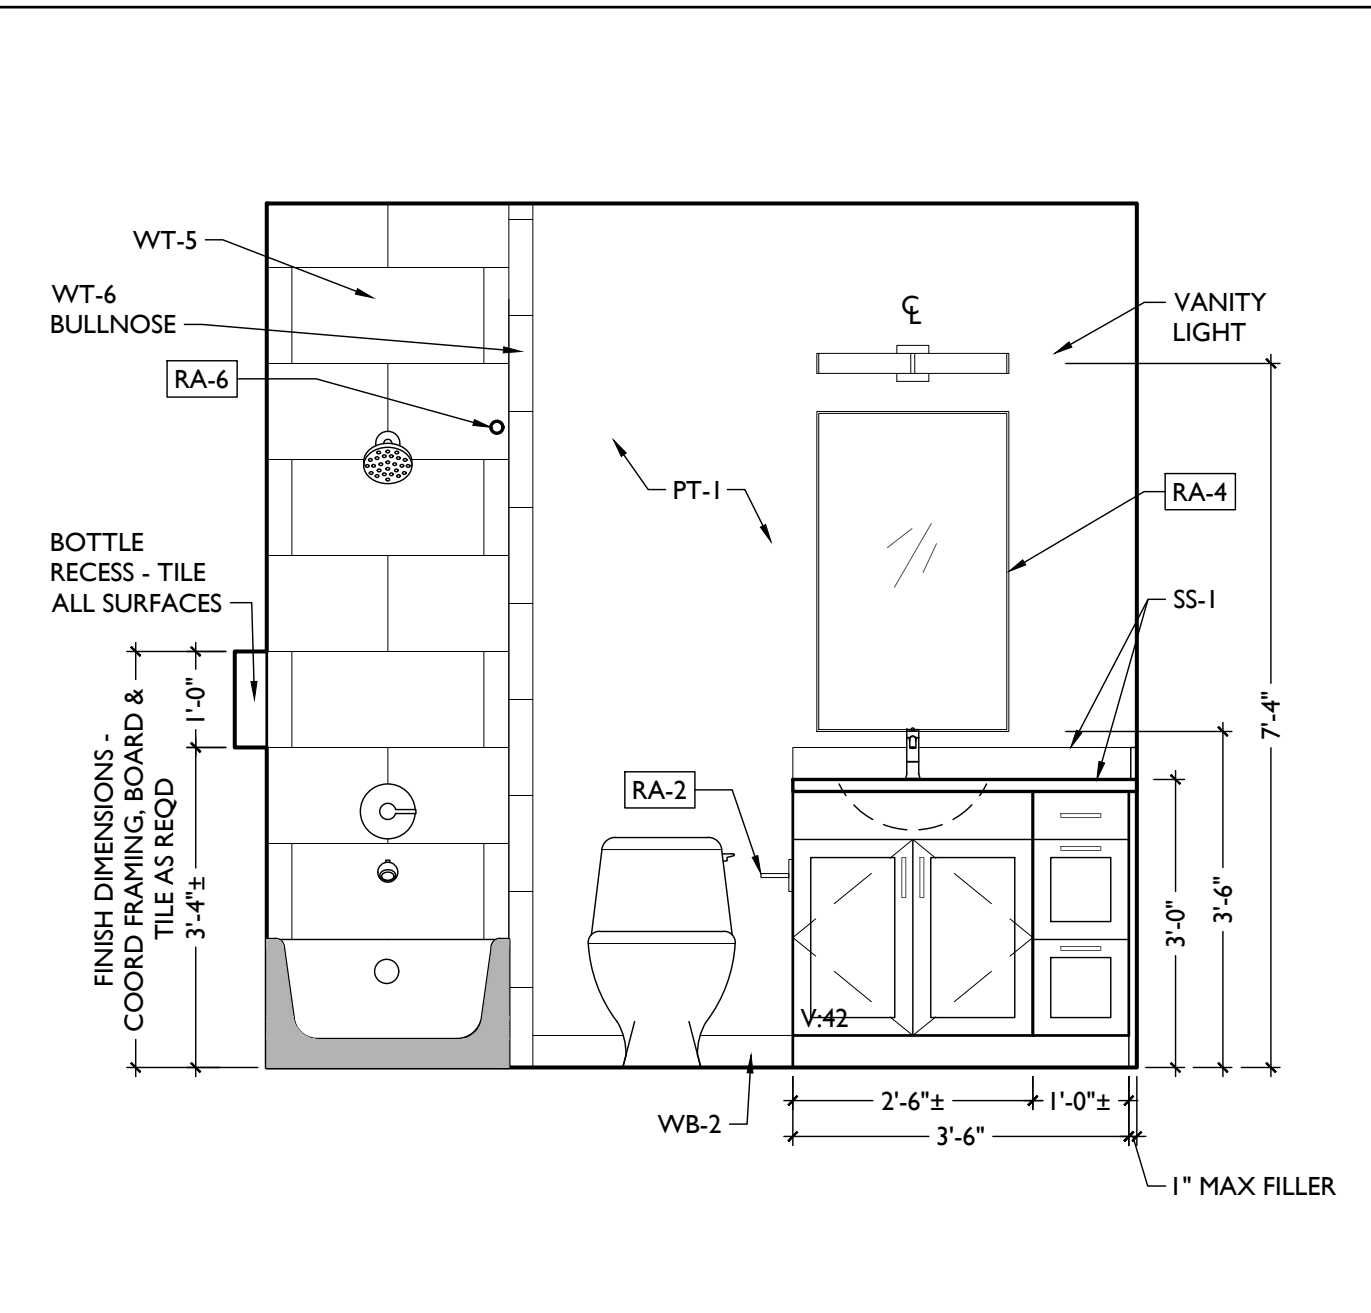 WT-5
WT-6
BULLNOSE
RA-6
BOTTLE
RECESS - TILE
ALL SURFACES
FINISH DIMENSIONS -
COORD FRAMING, BOARD &
TILE AS REQD
1'-0"
3'-4"±
℄
VANITY
LIGHT
PT-1
RA-4
SS-1
RA-2
V:42
WB-2
7'-4"
3'-6"
3'-0"
2'-6"±
1'-0"±
3'-6"
1" MAX FILLER